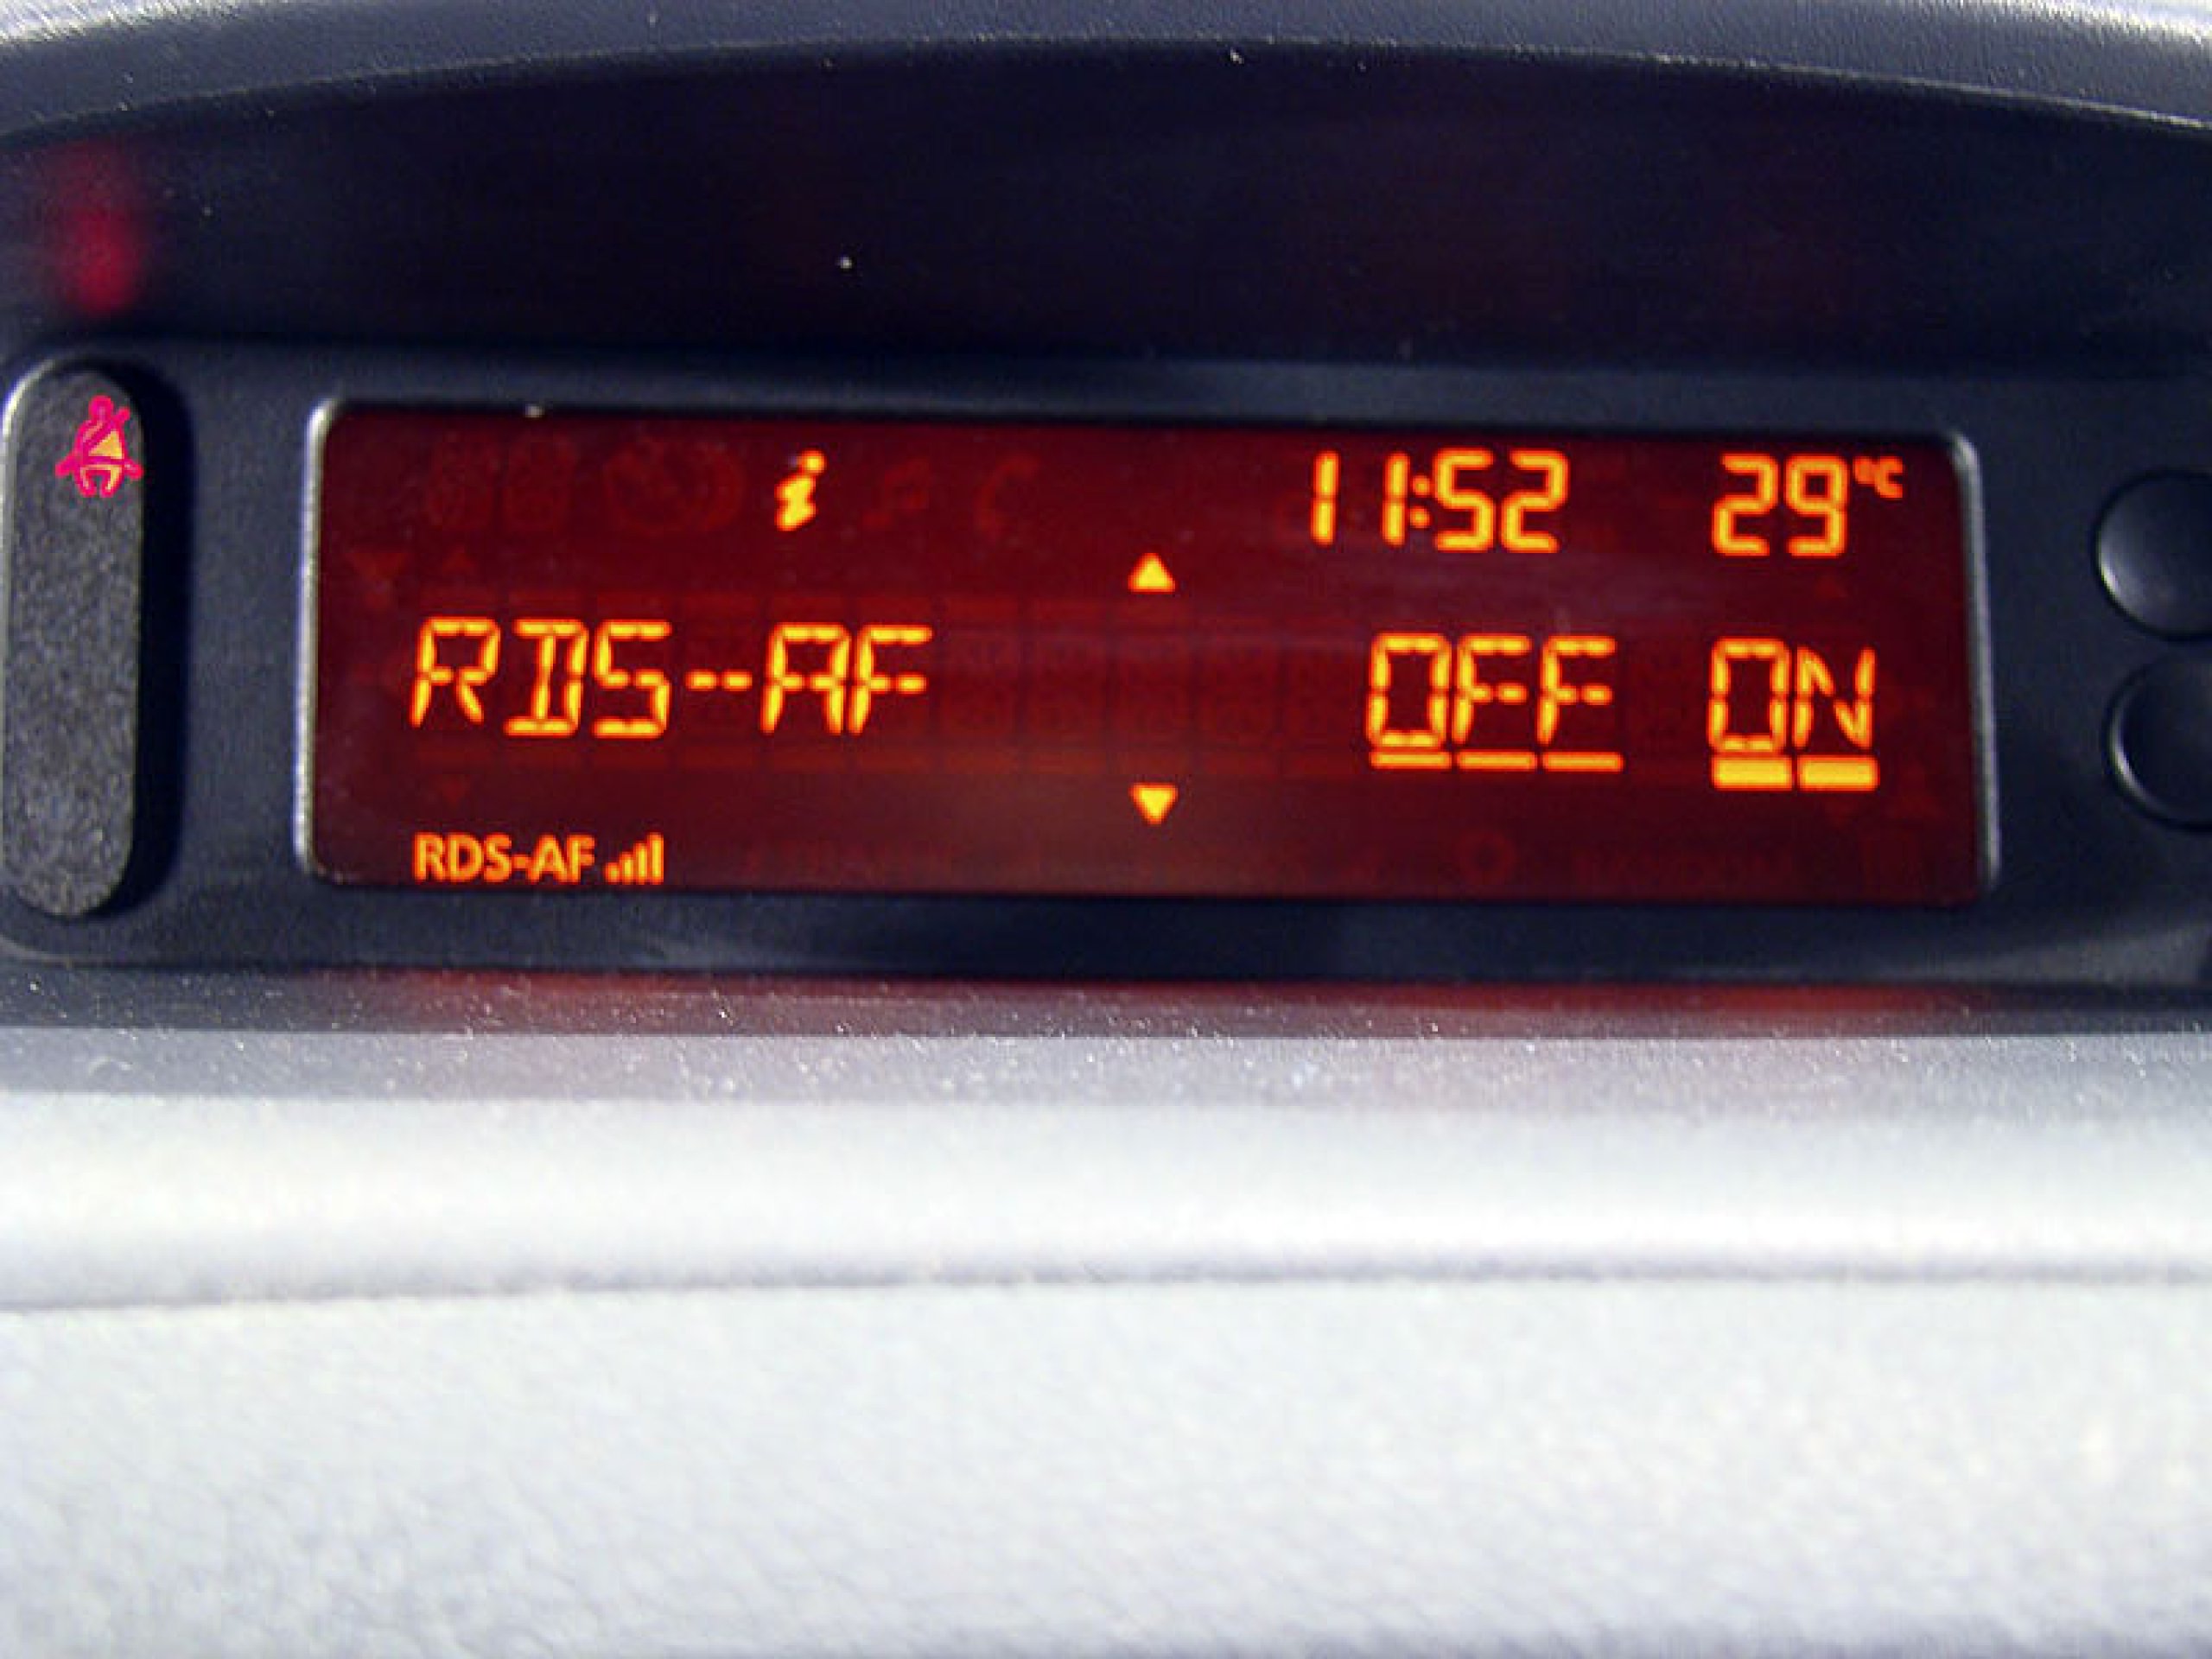 i 11:52 29°C
RDS--AF OFF ON
RDS-AF